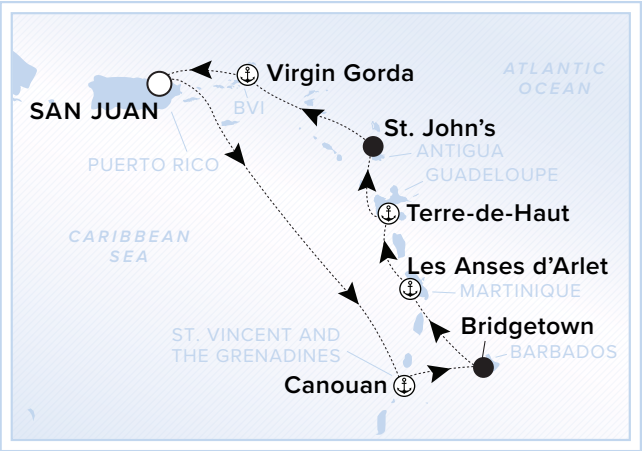 ATLANTIC
OCEAN
Virgin Gorda
BVI
SAN JUAN
St. John's
ANTIGUA
PUERTO RICO
GUADELOUPE
Terre-de-Haut
CARIBBEAN
SEA
Les Anses d'Arlet
MARTINIQUE
ST. VINCENT AND
THE GRENADINES
Bridgetown
BARBADOS
Canouan